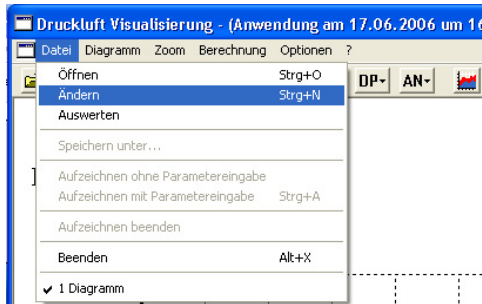 Druckluft Visualisierung - (Anwendung am 17.06.2006 um 16
Datei Diagramm Zoom Berechnung Optionen ?
Öffnen Strg+O
DP AN
Ändern Strg+N
Auswerten
Speichern unter...
Aufzeichnen ohne Parametereingabe
Aufzeichnen mit Parametereingabe Strg+A
Aufzeichnen beenden
Beenden Alt+X
✓ 1 Diagramm